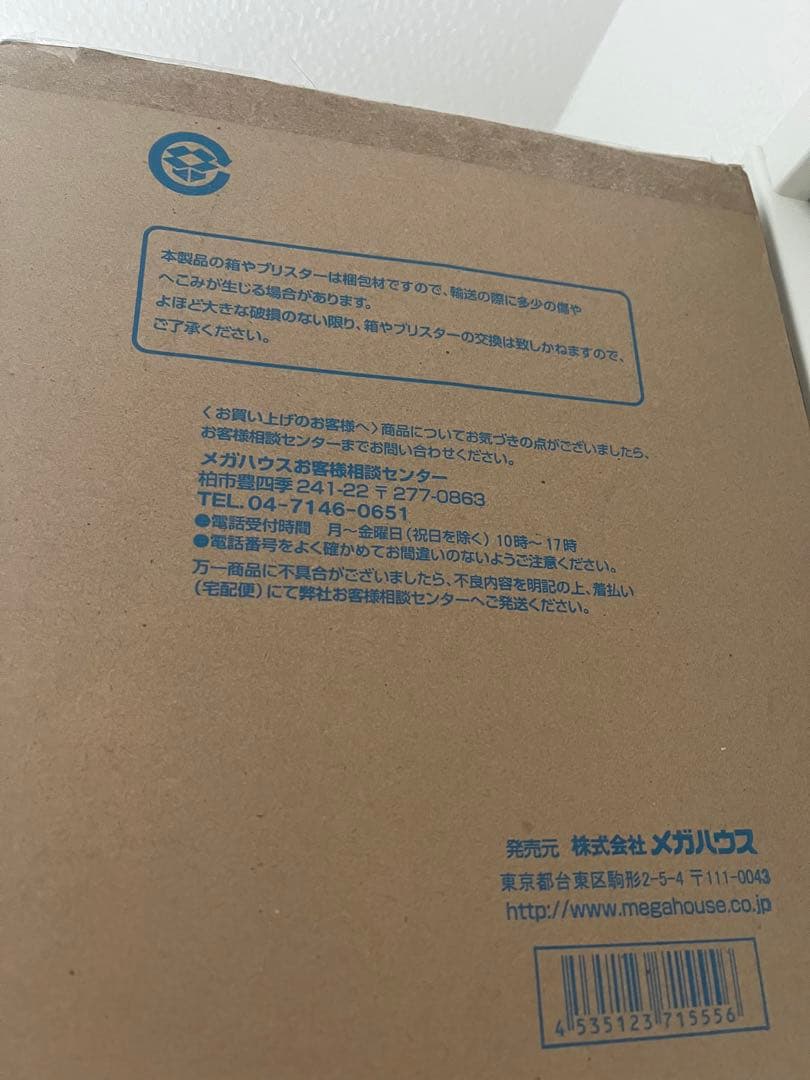 本製品の箱やブリスターは梱包材ですので、輸送の際に多少の傷や
へこみが生じる場合があります。
よほど大きな破損のない限り、箱やブリスターの交換は致しかねますので、
ご了承ください。
〈お買い上げのお客様へ〉商品についてお気づきの点がございましたら、
お客様相談センターまでお問い合わせください。
メガハウスお客様相談センター
柏市豊四季241-22 〒277-0863
TEL.04-7146-0651
●電話受付時間 月〜金曜日(祝日を除く)10時〜17時
●電話番号をよく確かめてお間違いのないようご注意ください。
万一商品に不具合がございましたら、不良内容を明記の上、着払い
(宅配便)にて弊社お客様相談センターへご発送ください。
発売元 株式会社メガハウス
東京都台東区駒形2-5-4 〒111-0043
http://www.megahouse.co.jp
4535123715556